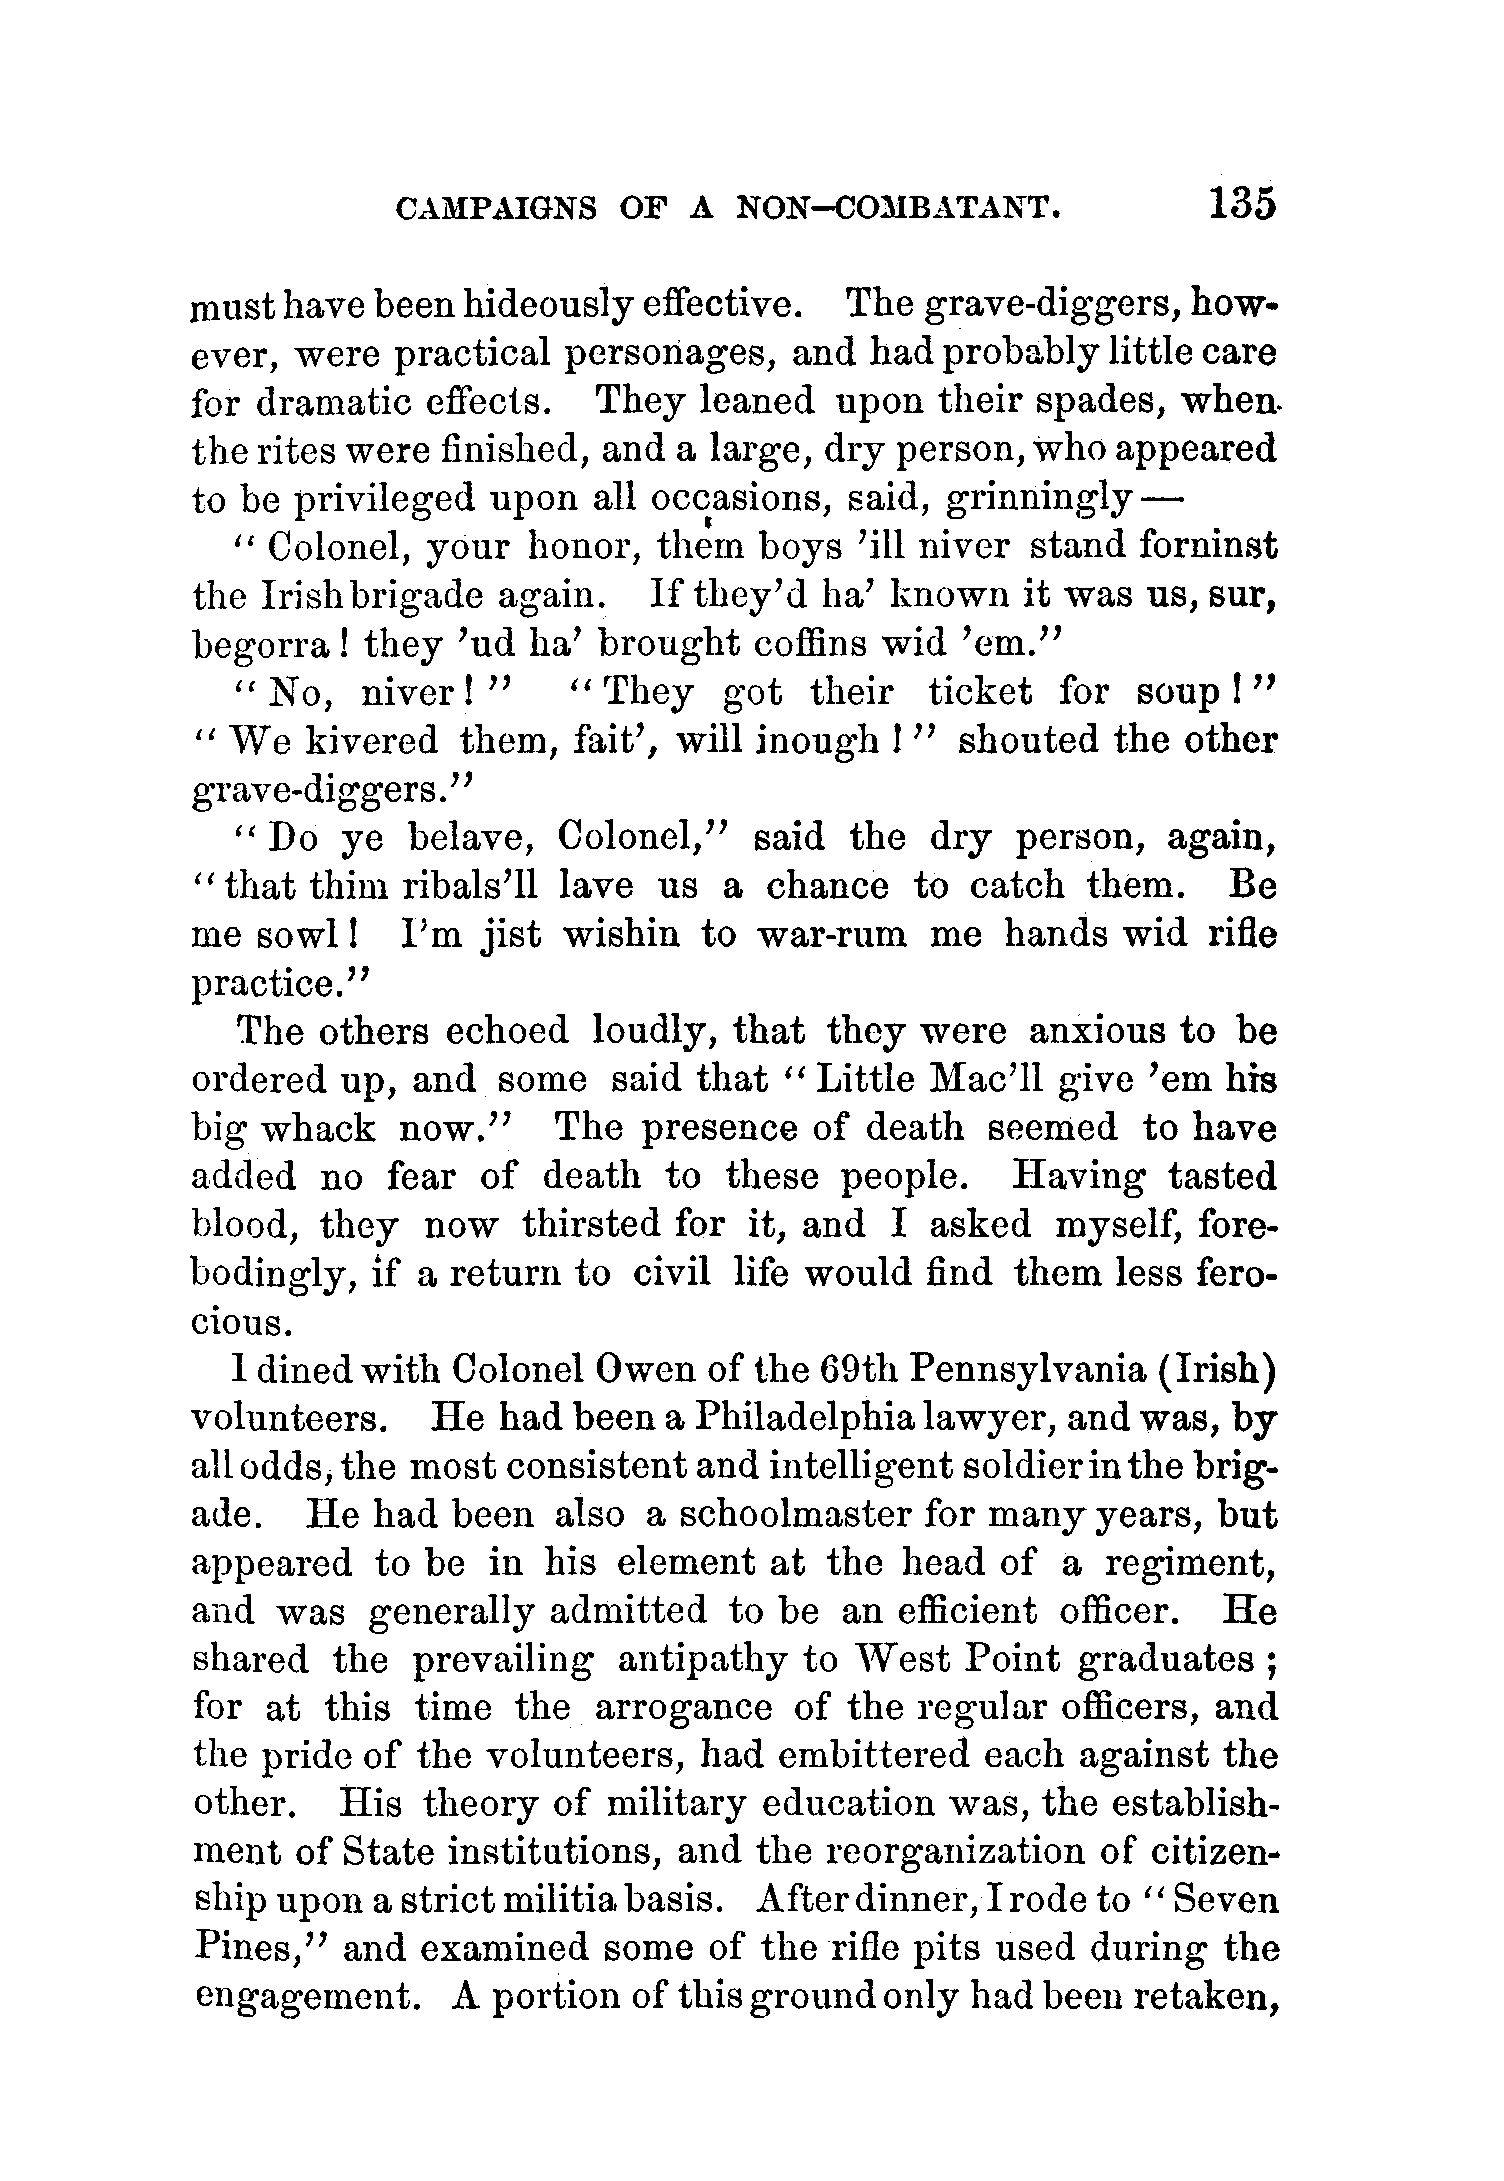 CAMPAIGNS OF A NON-COMBATANT. 135
must have been hideously effective. The grave-diggers, how-
ever, were practical personages, and had probably little care
for dramatic effects. They leaned upon their spades, when
the rites were finished, and a large, dry person, who appeared
to be privileged upon all occasions, said, grinningly—
"Colonel, your honor, them boys 'ill niver stand forninst
the Irish brigade again. If they'd ha' known it was us, sur,
begorra! they 'ud ha' brought coffins wid 'em."
"No, niver!" "They got their ticket for soup!"
"We kivered them, fait', will inough!" shouted the other
grave-diggers."
"Do ye belave, Colonel," said the dry person, again,
"that thim ribals'll lave us a chance to catch them. Be
me sowl! I'm jist wishin to war-rum me hands wid rifle
practice."
The others echoed loudly, that they were anxious to be
ordered up, and some said that "Little Mac'll give 'em his
big whack now." The presence of death seemed to have
added no fear of death to these people. Having tasted
blood, they now thirsted for it, and I asked myself, fore-
bodingly, if a return to civil life would find them less fero-
cious.
I dined with Colonel Owen of the 69th Pennsylvania (Irish)
volunteers. He had been a Philadelphia lawyer, and was, by
all odds, the most consistent and intelligent soldier in the brig-
ade. He had been also a schoolmaster for many years, but
appeared to be in his element at the head of a regiment,
and was generally admitted to be an efficient officer. He
shared the prevailing antipathy to West Point graduates;
for at this time the arrogance of the regular officers, and
the pride of the volunteers, had embittered each against the
other. His theory of military education was, the establish-
ment of State institutions, and the reorganization of citizen-
ship upon a strict militia basis. After dinner, I rode to "Seven
Pines," and examined some of the rifle pits used during the
engagement. A portion of this ground only had been retaken,